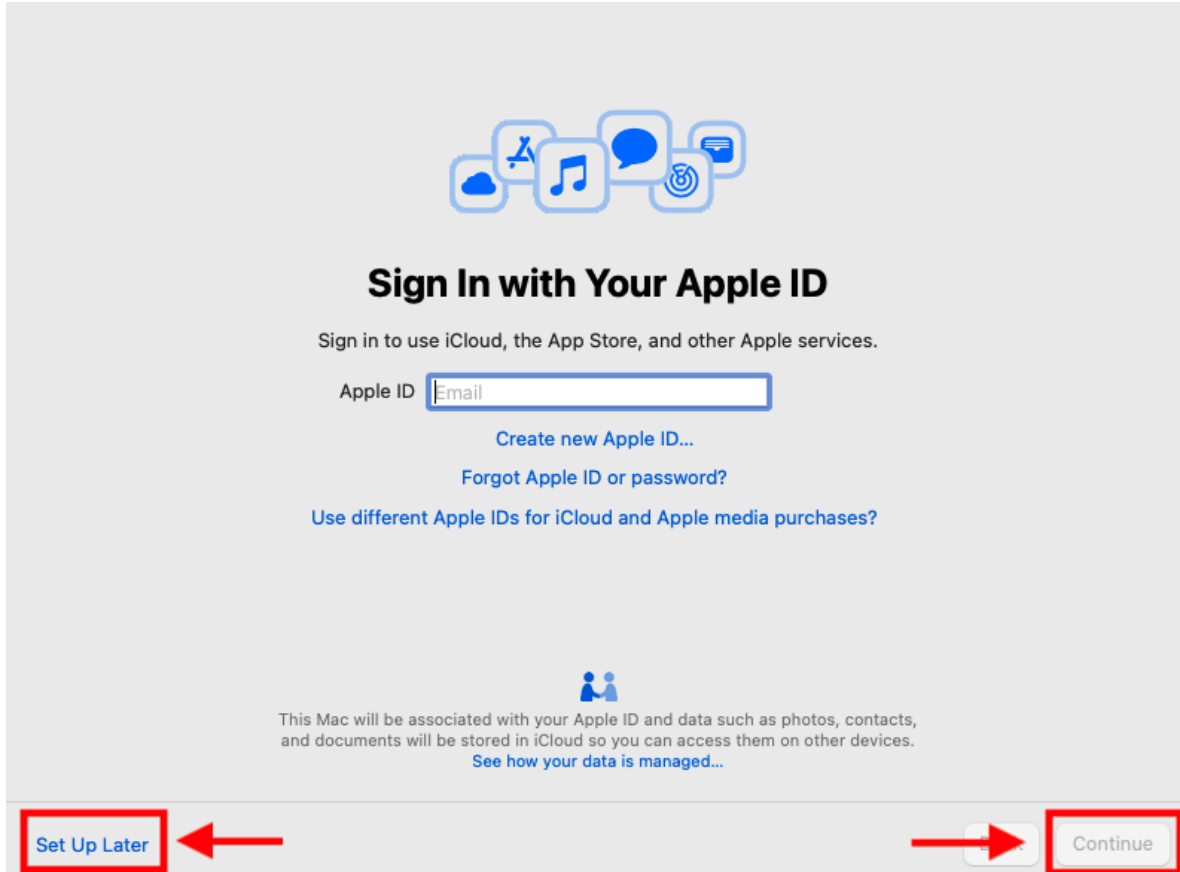 Sign In with Your Apple ID
Sign in to use iCloud, the App Store, and other Apple services.
Apple ID Email
Create new Apple ID...
Forgot Apple ID or password?
Use different Apple IDs for iCloud and Apple media purchases?
This Mac will be associated with your Apple ID and data such as photos, contacts,
and documents will be stored in iCloud so you can access them on other devices.
See how your data is managed...
Set Up Later Continue